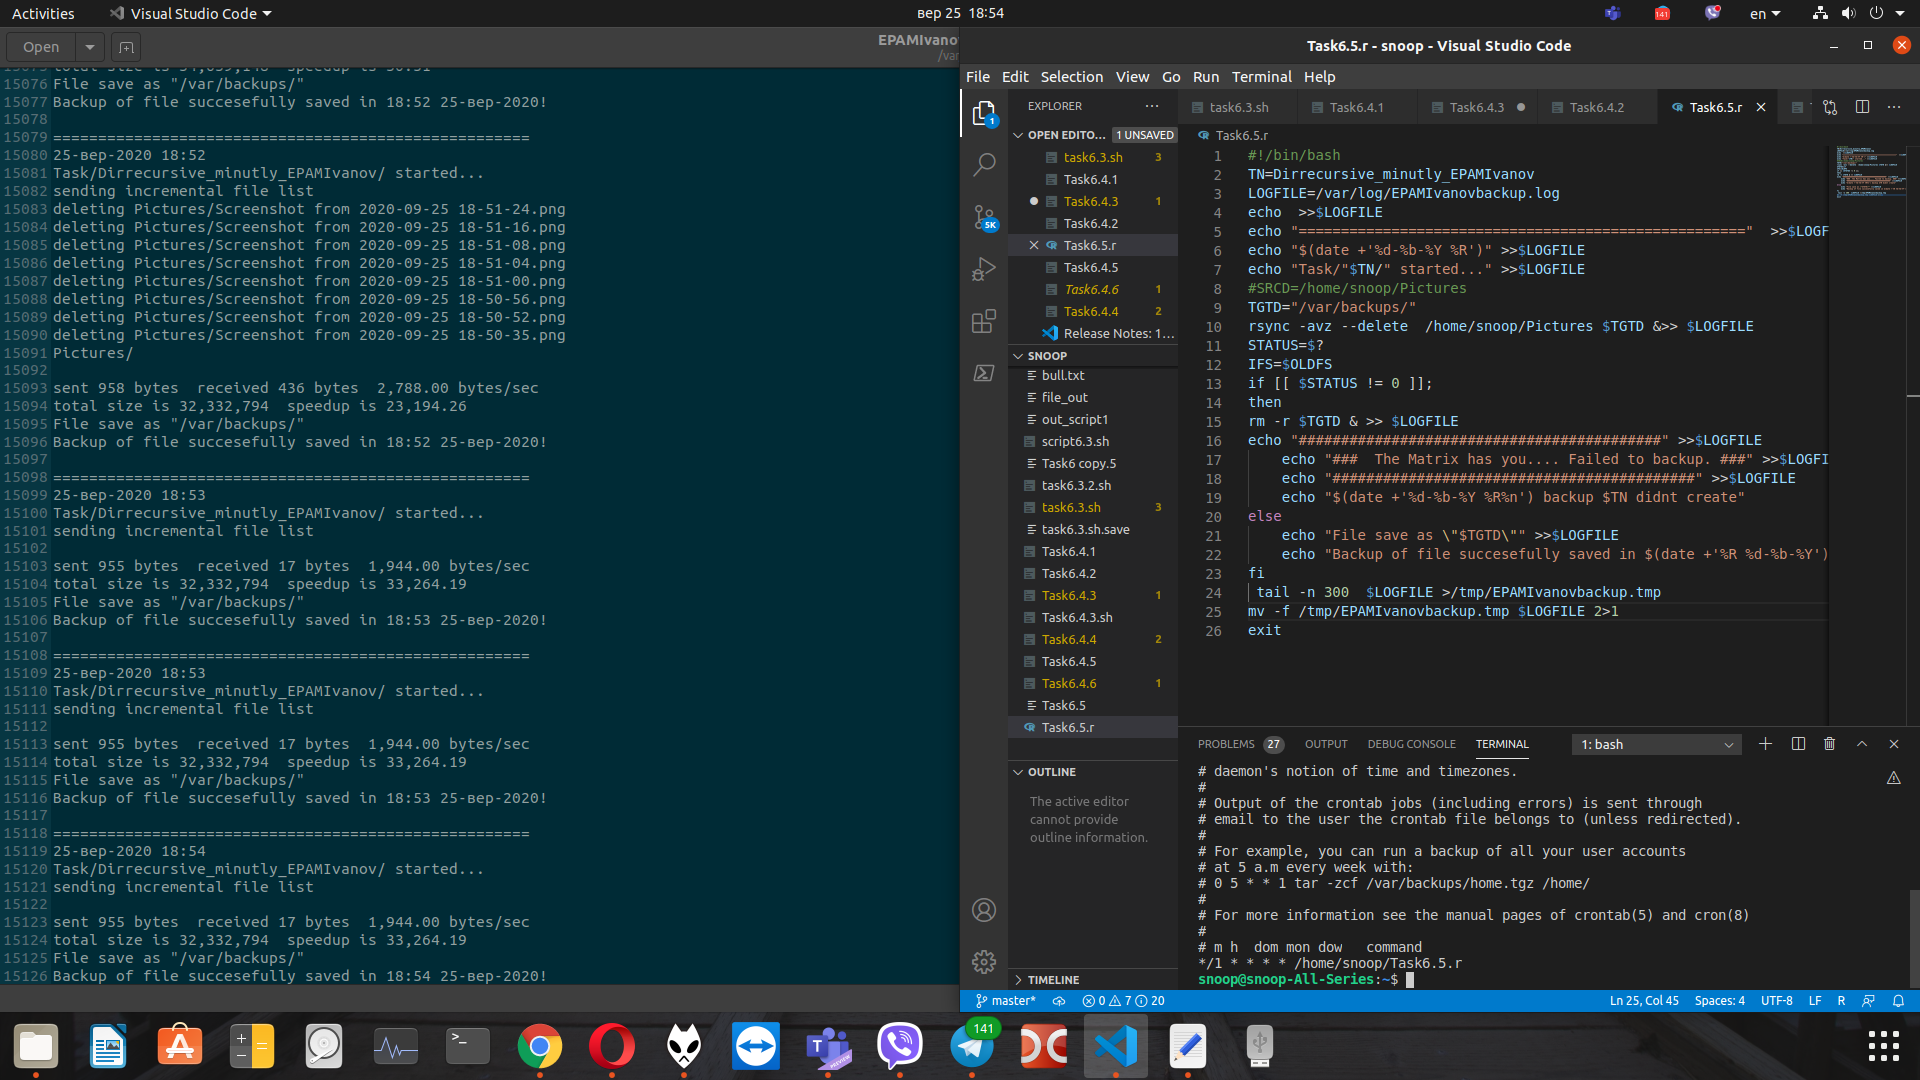 Activities
Visual Studio Code
вер 25  18:54
141
en
Open
EPAMIvano
/var
15076 File save as "/var/backups/"
15077 Backup of file succesefully saved in 18:52 25-вер-2020!
15078
15079 =====================================================
15080 25-вер-2020 18:52
15081 Task/Dirrecursive_minutly_EPAMIvanov/ started...
15082 sending incremental file list
15083 deleting Pictures/Screenshot from 2020-09-25 18-51-24.png
15084 deleting Pictures/Screenshot from 2020-09-25 18-51-16.png
15085 deleting Pictures/Screenshot from 2020-09-25 18-51-08.png
15086 deleting Pictures/Screenshot from 2020-09-25 18-51-04.png
15087 deleting Pictures/Screenshot from 2020-09-25 18-51-00.png
15088 deleting Pictures/Screenshot from 2020-09-25 18-50-56.png
15089 deleting Pictures/Screenshot from 2020-09-25 18-50-52.png
15090 deleting Pictures/Screenshot from 2020-09-25 18-50-35.png
15091 Pictures/
15092
15093 sent 958 bytes  received 436 bytes  2,788.00 bytes/sec
15094 total size is 32,332,794  speedup is 23,194.26
15095 File save as "/var/backups/"
15096 Backup of file succesefully saved in 18:52 25-вер-2020!
15097
15098 =====================================================
15099 25-вер-2020 18:53
15100 Task/Dirrecursive_minutly_EPAMIvanov/ started...
15101 sending incremental file list
15102
15103 sent 955 bytes  received 17 bytes  1,944.00 bytes/sec
15104 total size is 32,332,794  speedup is 33,264.19
15105 File save as "/var/backups/"
15106 Backup of file succesefully saved in 18:53 25-вер-2020!
15107
15108 =====================================================
15109 25-вер-2020 18:53
15110 Task/Dirrecursive_minutly_EPAMIvanov/ started...
15111 sending incremental file list
15112
15113 sent 955 bytes  received 17 bytes  1,944.00 bytes/sec
15114 total size is 32,332,794  speedup is 33,264.19
15115 File save as "/var/backups/"
15116 Backup of file succesefully saved in 18:53 25-вер-2020!
15117
15118 =====================================================
15119 25-вер-2020 18:54
15120 Task/Dirrecursive_minutly_EPAMIvanov/ started...
15121 sending incremental file list
15122
15123 sent 955 bytes  received 17 bytes  1,944.00 bytes/sec
15124 total size is 32,332,794  speedup is 33,264.19
15125 File save as "/var/backups/"
15126 Backup of file succesefully saved in 18:54 25-вер-2020!
Task6.5.r - snoop - Visual Studio Code
File Edit Selection View Go Run Terminal Help
1
5K
EXPLORER
OPEN EDITO... 1 UNSAVED
task6.3.sh 3
Task6.4.1
Task6.4.3 1
Task6.4.2
Task6.5.r
Task6.4.5
Task6.4.6 1
Task6.4.4 2
Release Notes: 1...
SNOOP
bull.txt
file_out
out_script1
script6.3.sh
Task6 copy.5
task6.3.2.sh
task6.3.sh 3
task6.3.sh.save
Task6.4.1
Task6.4.2
Task6.4.3 1
Task6.4.3.sh
Task6.4.4 2
Task6.4.5
Task6.4.6 1
Task6.5
Task6.5.r
OUTLINE
The active editor
cannot provide
outline information.
TIMELINE
task6.3.sh Task6.4.1 Task6.4.3 Task6.4.2 Task6.5.r
Task6.5.r
1 #!/bin/bash
2 TN=Dirrecursive_minutly_EPAMIvanov
3 LOGFILE=/var/log/EPAMIvanovbackup.log
4 echo  >>$LOGFILE
5 echo "====================================================="  >>$LOGF
6 echo "$(date +'%d-%b-%Y %R')" >>$LOGFILE
7 echo "Task/"$TN/" started..." >>$LOGFILE
8 #SRCD=/home/snoop/Pictures
9 TGTD="/var/backups/"
10 rsync -avz --delete  /home/snoop/Pictures $TGTD &>> $LOGFILE
11 STATUS=$?
12 IFS=$OLDFS
13 if [[ $STATUS != 0 ]];
14 then
15 rm -r $TGTD & >> $LOGFILE
16 echo "###########################################" >>$LOGFILE
17     echo "###  The Matrix has you.... Failed to backup. ###" >>$LOGFI
18     echo "###########################################" >>$LOGFILE
19     echo "$(date +'%d-%b-%Y %R%n') backup $TN didnt create"
20 else
21     echo "File save as \"$TGTD\"" >>$LOGFILE
22     echo "Backup of file succesefully saved in $(date +'%R %d-%b-%Y')
23 fi
24  tail -n 300  $LOGFILE >/tmp/EPAMIvanovbackup.tmp
25 mv -f /tmp/EPAMIvanovbackup.tmp $LOGFILE 2>1
26 exit
PROBLEMS 27 OUTPUT DEBUG CONSOLE TERMINAL 1: bash
# daemon's notion of time and timezones.
#
# Output of the crontab jobs (including errors) is sent through
# email to the user the crontab file belongs to (unless redirected).
#
# For example, you can run a backup of all your user accounts
# at 5 a.m every week with:
# 0 5 * * 1 tar -zcf /var/backups/home.tgz /home/
#
# For more information see the manual pages of crontab(5) and cron(8)
#
# m h  dom mon dow   command
*/1 * * * * /home/snoop/Task6.5.r
snoop@snoop-All-Series:~$
master* 0 7 20 Ln 25, Col 45 Spaces: 4 UTF-8 LF R
141